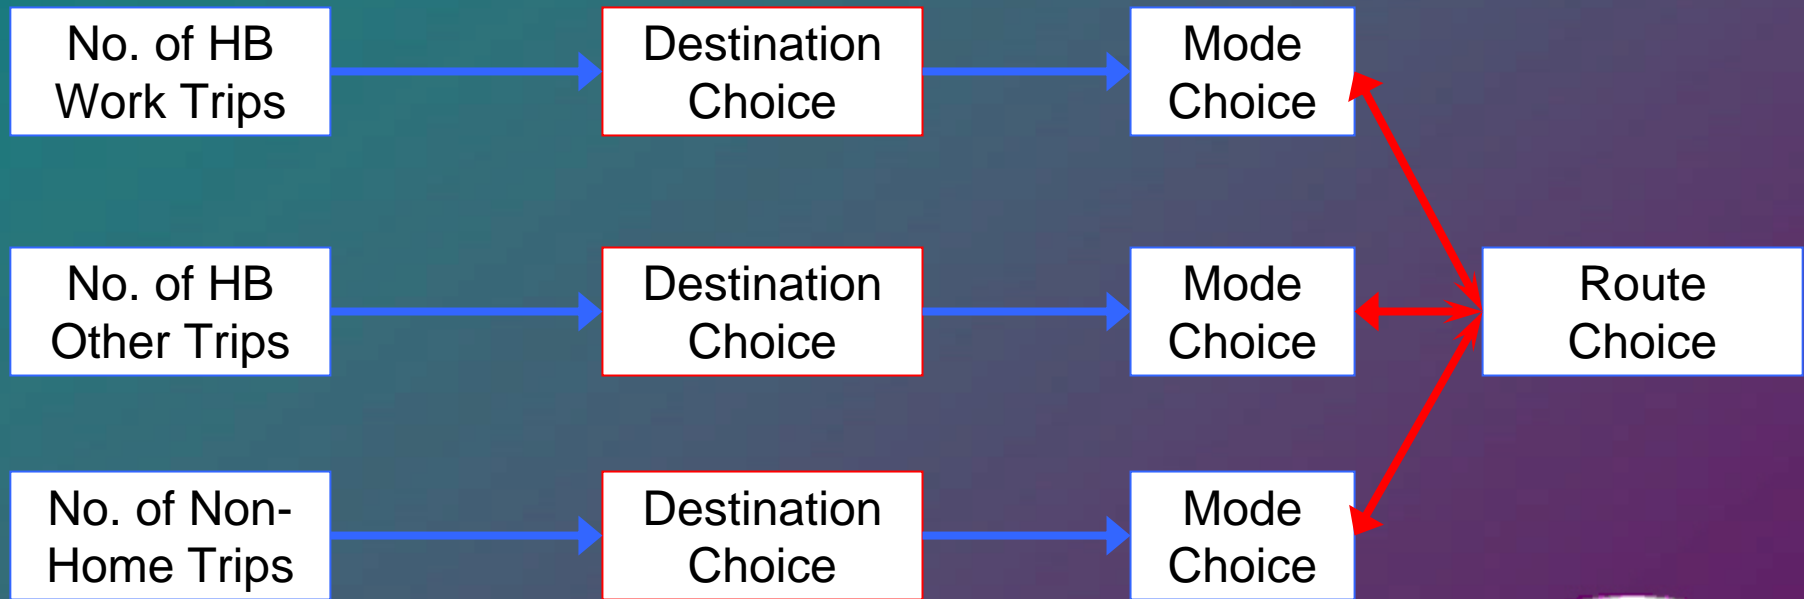 No. of HB
Work Trips
Destination
Choice
Mode
Choice
No. of HB
Other Trips
Destination
Choice
Mode
Choice
Route
Choice
No. of Non-
Home Trips
Destination
Choice
Mode
Choice